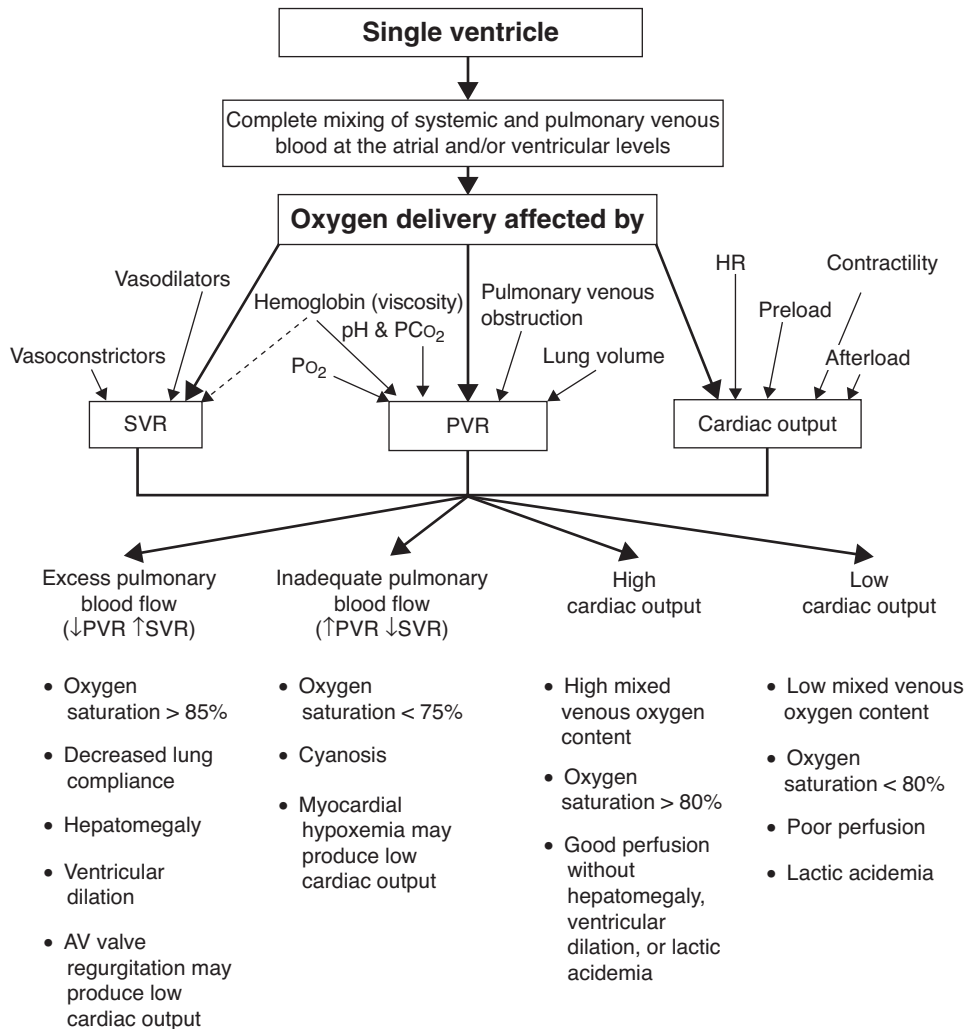 Single ventricle
Complete mixing of systemic and pulmonary venous
blood at the atrial and/or ventricular levels
Oxygen delivery affected by
Vasodilators
Vasoconstrictors
Hemoglobin (viscosity)
pH & PCO₂
PO₂
Pulmonary venous
obstruction
Lung volume
HR
Contractility
Preload
Afterload
SVR
PVR
Cardiac output
Excess pulmonary
blood flow
(↓PVR ↑SVR)
• Oxygen
saturation > 85%
• Decreased lung
compliance
• Hepatomegaly
• Ventricular
dilation
• AV valve
regurgitation may
produce low
cardiac output
Inadequate pulmonary
blood flow
(↑PVR ↓SVR)
• Oxygen
saturation < 75%
• Cyanosis
• Myocardial
hypoxemia may
produce low
cardiac output
High
cardiac output
• High mixed
venous oxygen
content
• Oxygen
saturation > 80%
• Good perfusion
without
hepatomegaly,
ventricular
dilation, or lactic
acidemia
Low
cardiac output
• Low mixed venous
oxygen content
• Oxygen
saturation < 80%
• Poor perfusion
• Lactic acidemia